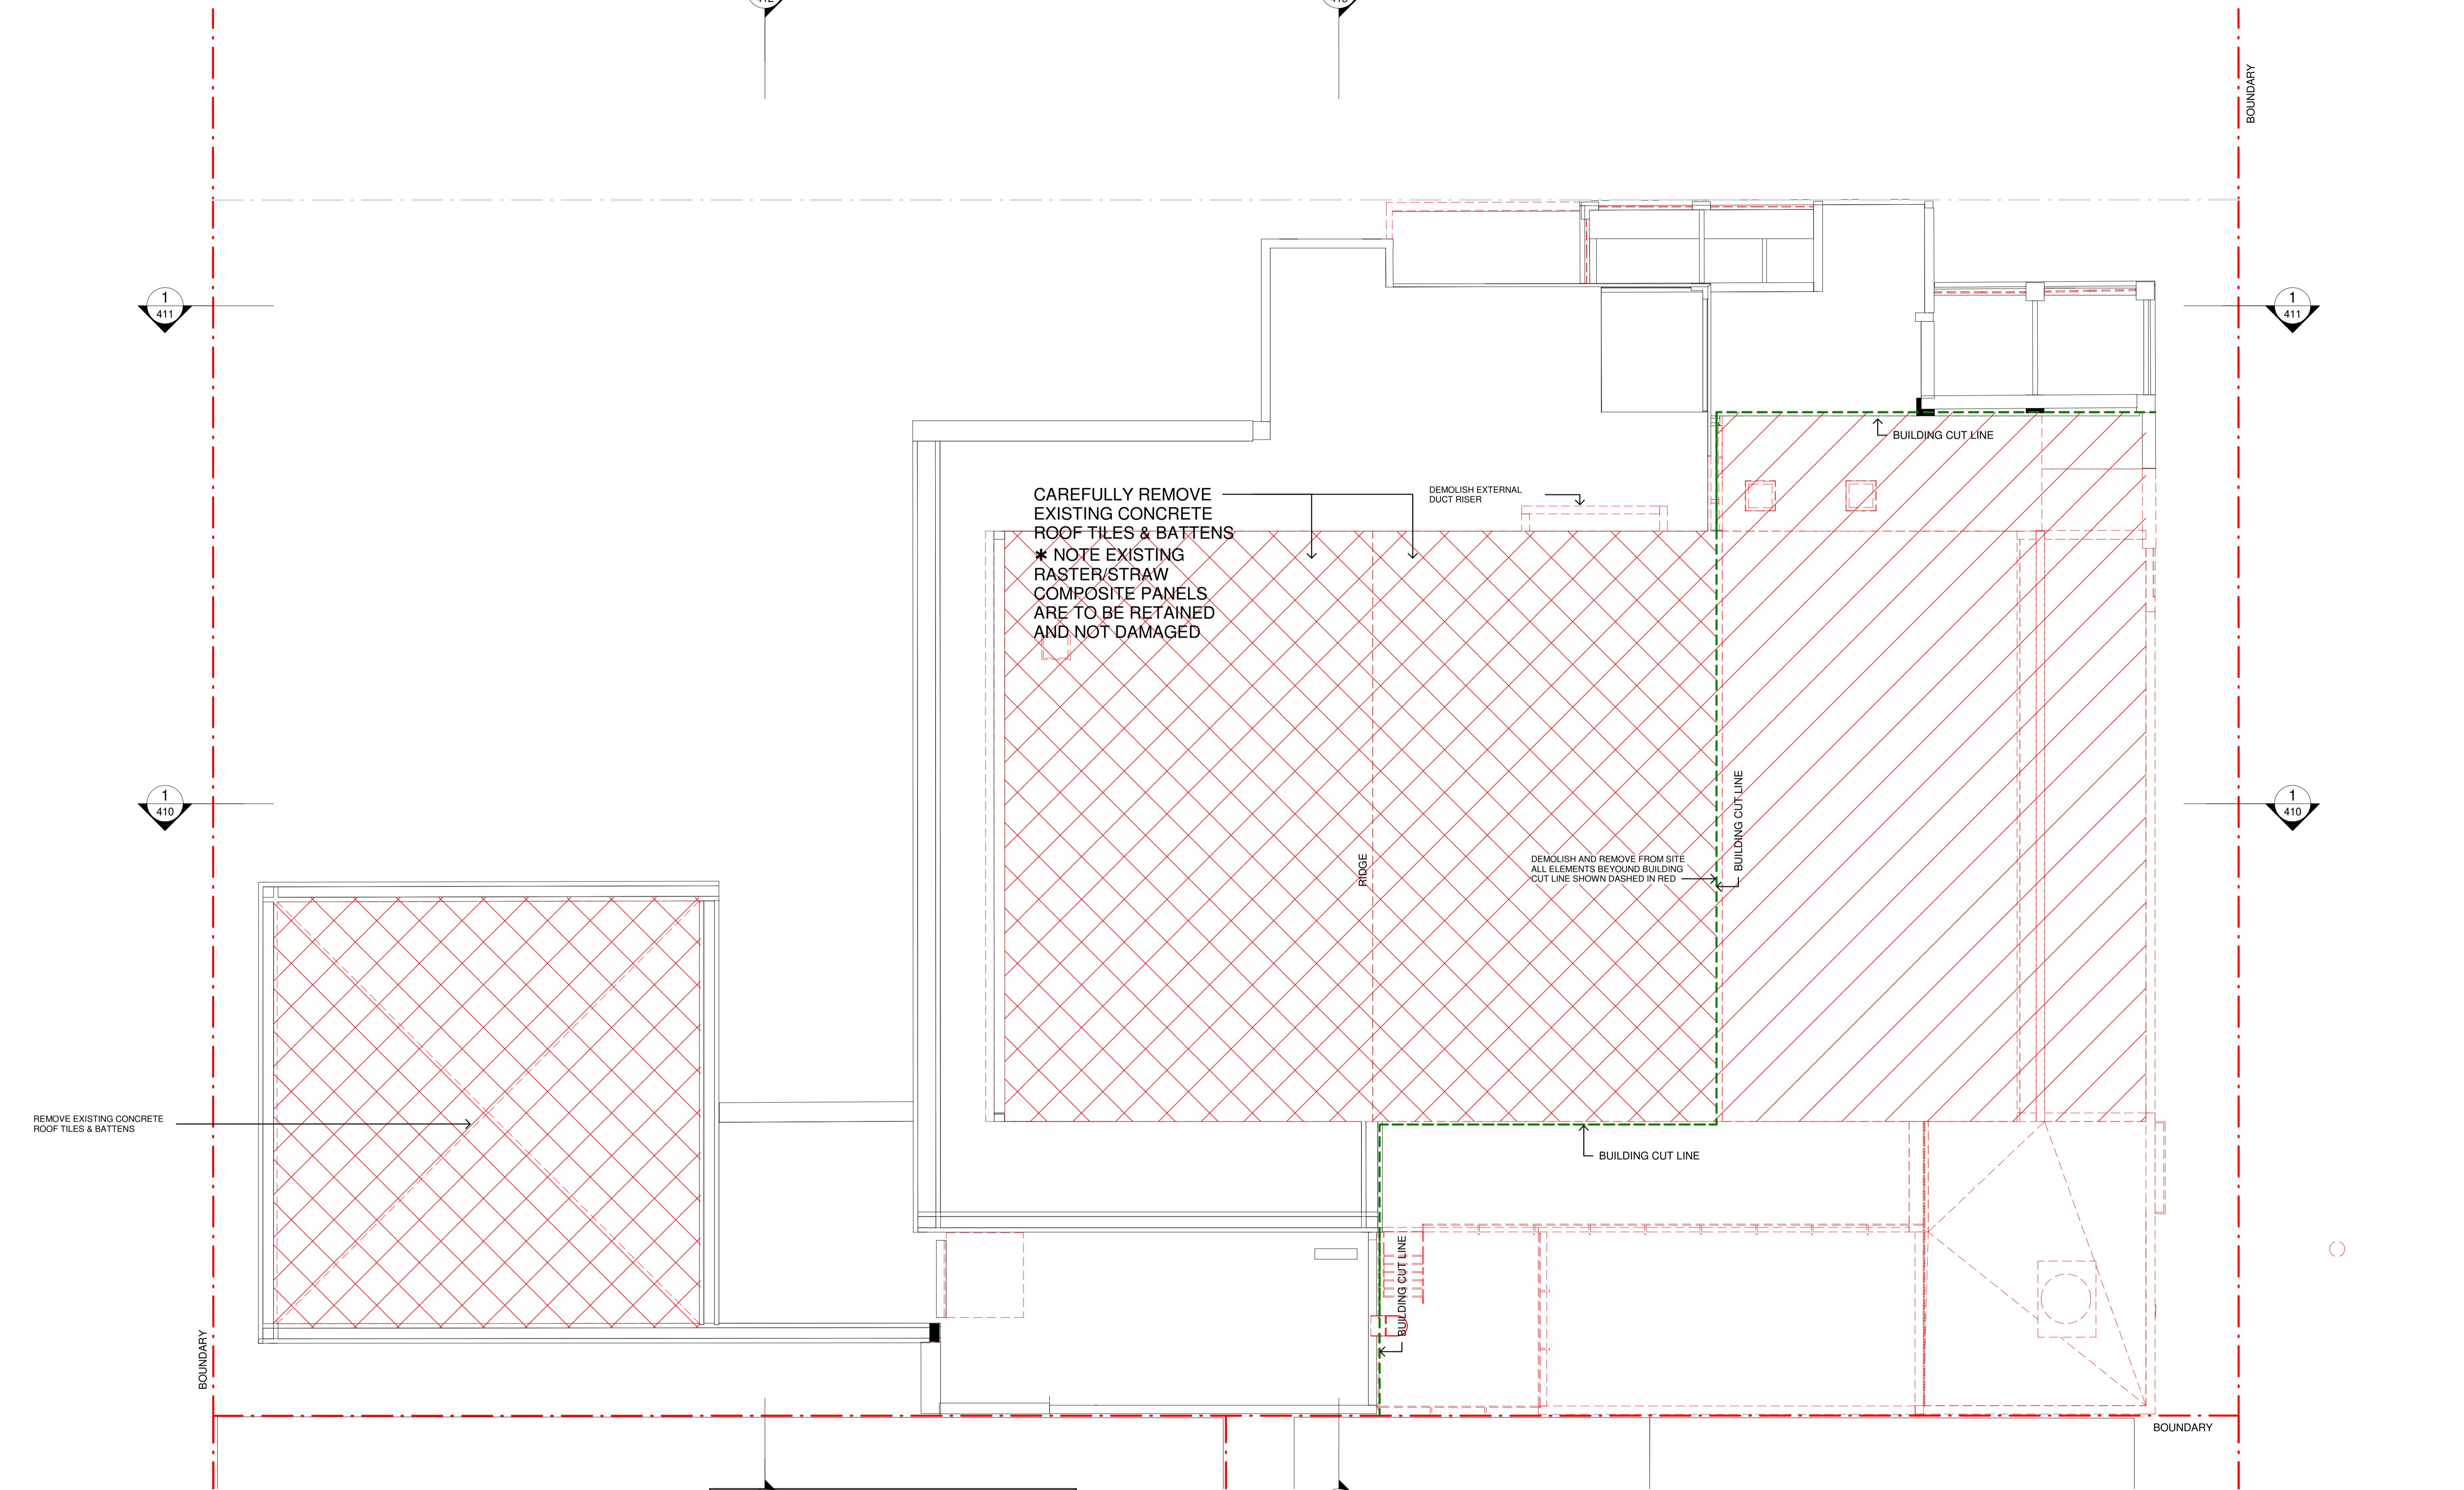 BOUNDARY
1
411
1
411
BUILDING CUT LINE
CAREFULLY REMOVE
EXISTING CONCRETE
ROOF TILES & BATTENS
✱ NOTE EXISTING
RASTER/STRAW
COMPOSITE PANELS
ARE TO BE RETAINED
AND NOT DAMAGED
DEMOLISH EXTERNAL
DUCT RISER
1
410
1
410
BUILDING CUT LINE
RIDGE
DEMOLISH AND REMOVE FROM SITE
ALL ELEMENTS BEYOUND BUILDING
CUT LINE SHOWN DASHED IN RED
REMOVE EXISTING CONCRETE
ROOF TILES & BATTENS
BUILDING CUT LINE
BUILDING CUT LINE
BOUNDARY
BOUNDARY